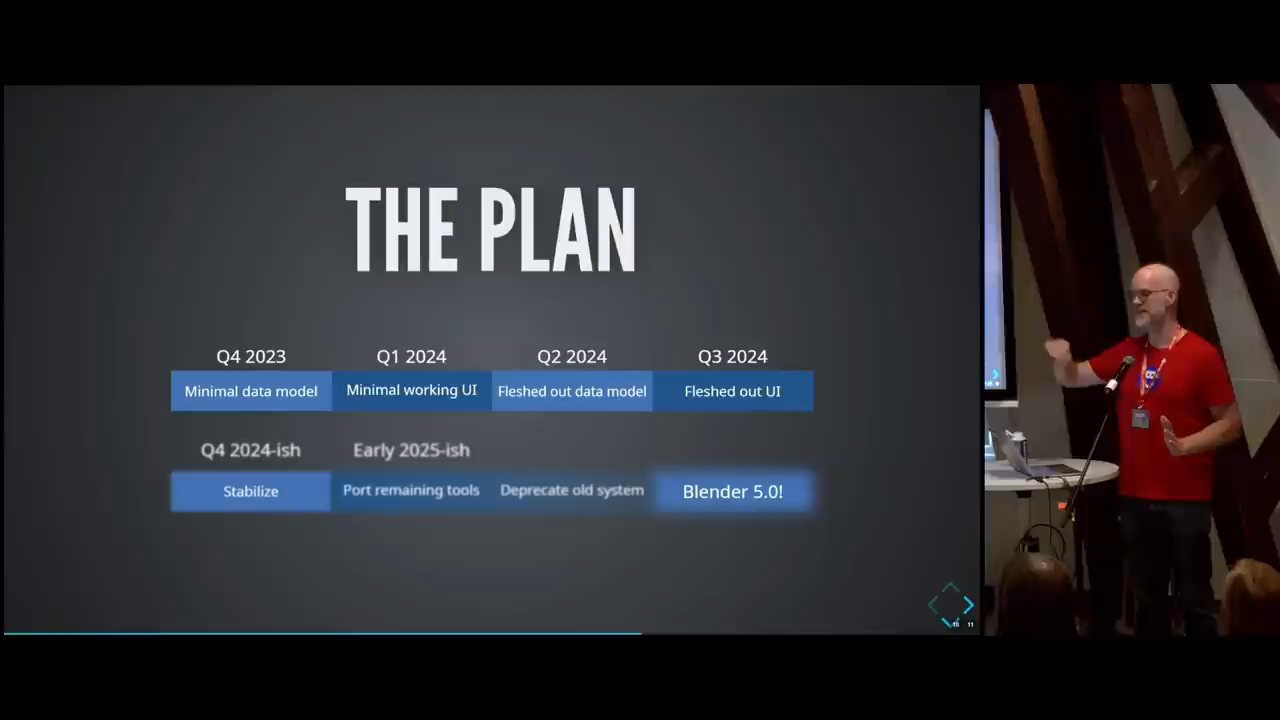 THE PLAN
Q4 2023 Q1 2024 Q2 2024 Q3 2024
Minimal data model Minimal working UI Fleshed out data model Fleshed out UI
Q4 2024-ish Early 2025-ish
Stabilize Port remaining tools Deprecate old system Blender 5.0!